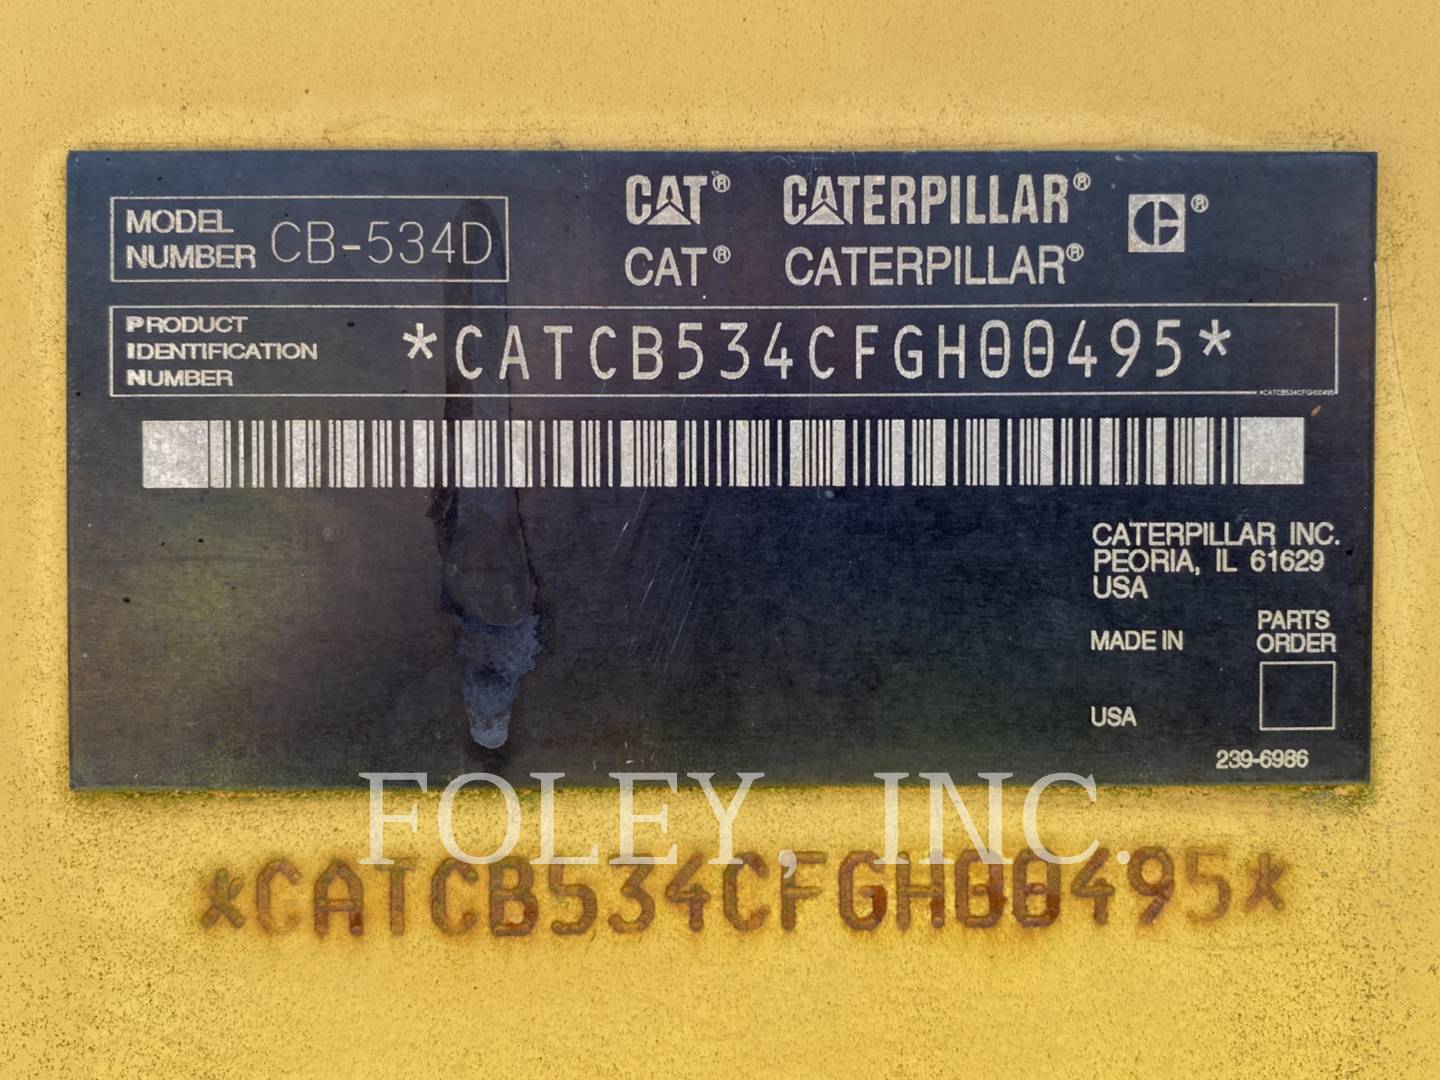 MODEL NUMBER CB-534D
CAT® CATERPILLAR® C®
CAT® CATERPILLAR®
PRODUCT
IDENTIFICATION
NUMBER
*CATCB534CFGH00495*
*CATCB534CFGH00495
CATERPILLAR INC.
PEORIA, IL 61629
USA
MADE IN
USA
PARTS
ORDER
239-6986
FOLEY, INC.
*CATCB534CFGH00495*